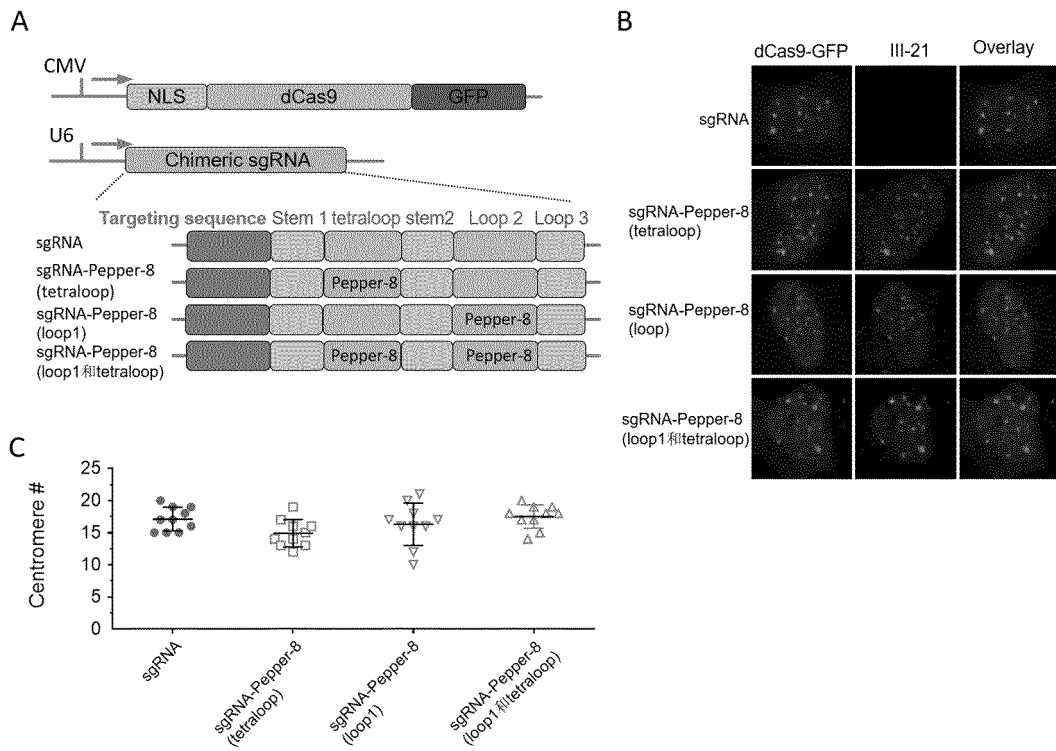 A
CMV
NLS dCas9 GFP
U6
Chimeric sgRNA
Targeting sequence Stem 1 tetraloop stem2 Loop 2 Loop 3
sgRNA
sgRNA-Pepper-8
(tetraloop)
Pepper-8
sgRNA-Pepper-8
(loop1)
Pepper-8
sgRNA-Pepper-8
(loop1和tetraloop)
Pepper-8 Pepper-8
B
dCas9-GFP III-21 Overlay
sgRNA
sgRNA-Pepper-8
(tetraloop)
sgRNA-Pepper-8
(loop)
sgRNA-Pepper-8
(loop1和tetraloop)
C
Centromere #
25
20
15
10
5
0
sgRNA
sgRNA-Pepper-8
(tetraloop)
sgRNA-Pepper-8
(loop1)
sgRNA-Pepper-8
(loop1和tetraloop)